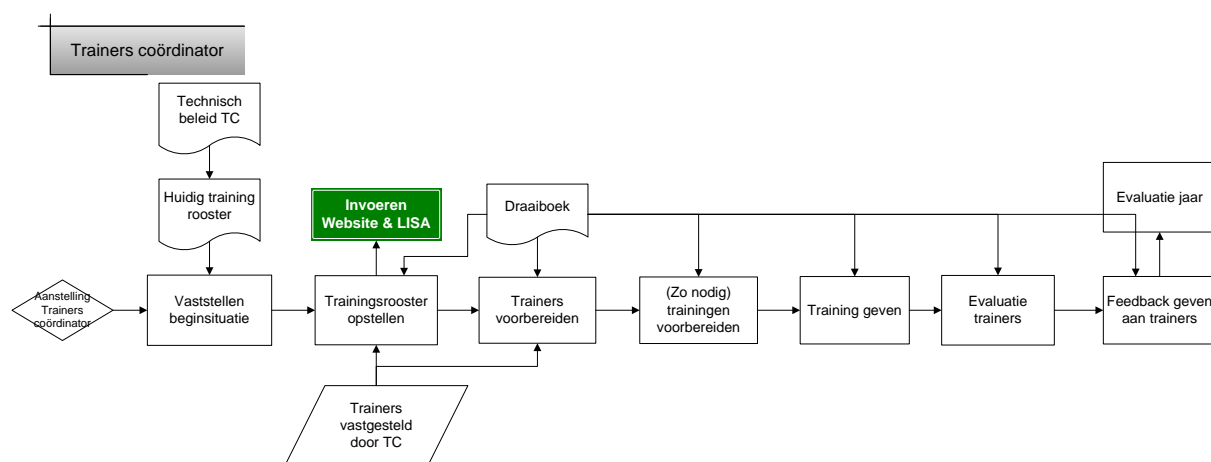 Trainers coördinator
Technisch
beleid TC
Huidig training
rooster
Invoeren
Website & LISA
Draaiboek
Evaluatie jaar
Aanstelling
Trainers
coördinator
Vaststellen
beginsituatie
Trainingsrooster
opstellen
Trainers
voorbereiden
(Zo nodig)
trainingen
voorbereiden
Training geven
Evaluatie
trainers
Feedback geven
aan trainers
Trainers
vastgesteld
door TC